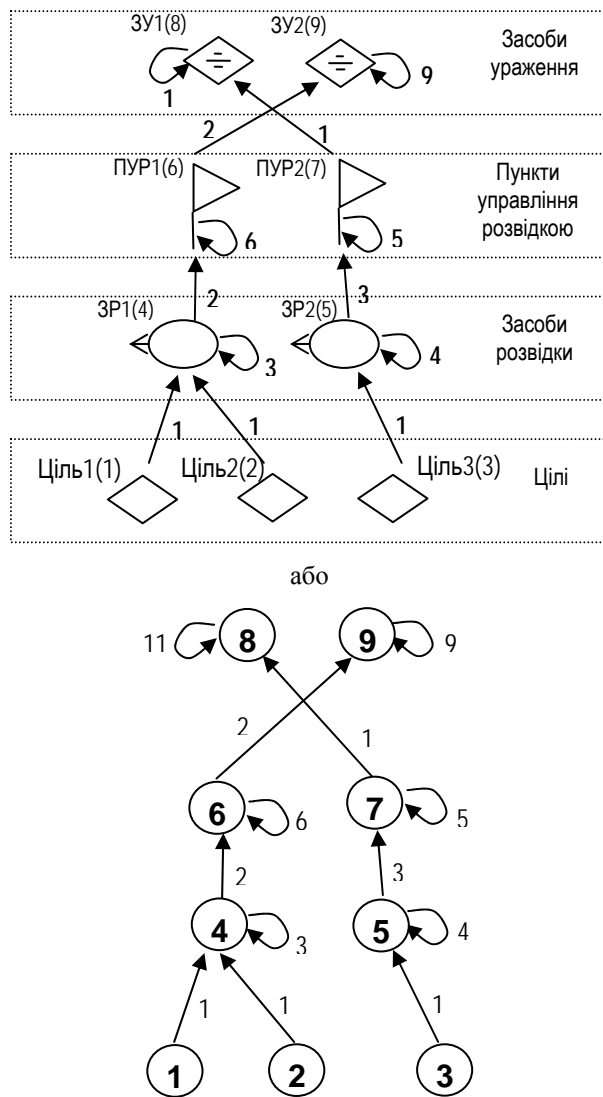 ЗУ1(8)
ЗУ2(9)
Засоби
ураження
1
9
2
1
ПУР1(6)
ПУР2(7)
Пункти
управління
розвідкою
6
5
2
3
ЗР1(4)
ЗР2(5)
Засоби
розвідки
3
4
1
1
1
Ціль1(1)
Ціль2(2)
Ціль3(3)
Цілі
або
11
8
9
9
2
1
6
6
7
5
2
3
4
3
5
4
1
1
1
1
2
3